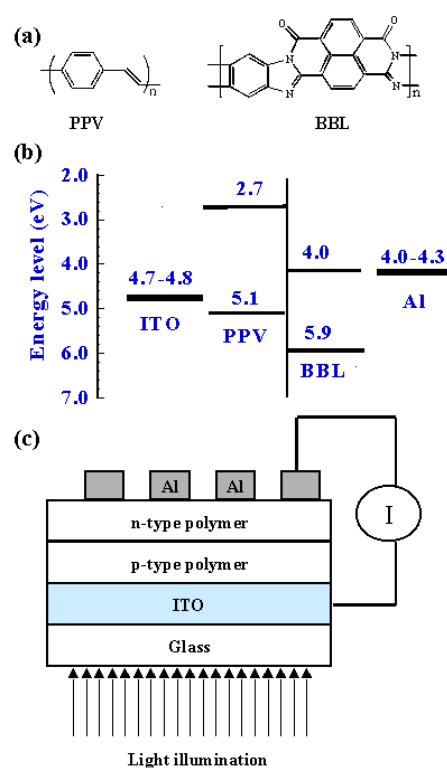 (a)
O
O
N
N
N
N
n
n
PPV
BBL
(b)
2.0
3.0
4.0
5.0
6.0
7.0
Energy level (eV)
2.7
4.7-4.8
ITO
5.1
PPV
4.0
5.9
BBL
4.0-4.3
Al
(c)
Al
Al
I
n-type polymer
p-type polymer
ITO
Glass
Light illumination